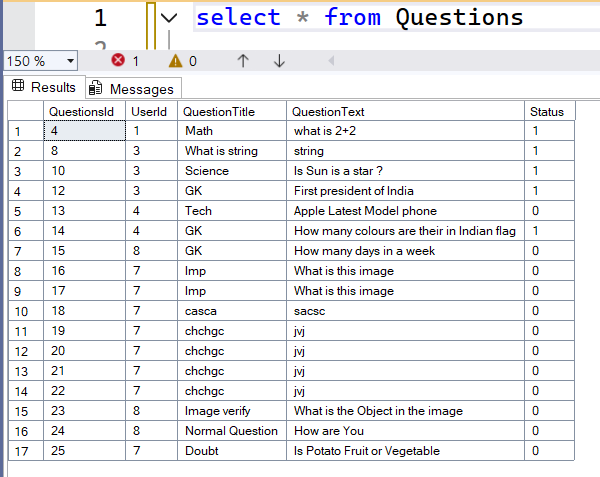 1 select * from Questions
2
150 % 1 0
Results Messages
QuestionsId UserId QuestionTitle QuestionText Status
1 4 1 Math what is 2+2 1
2 8 3 What is string string 1
3 10 3 Science Is Sun is a star ? 1
4 12 3 GK First president of India 1
5 13 4 Tech Apple Latest Model phone 0
6 14 4 GK How many colours are their in Indian flag 1
7 15 8 GK How many days in a week 0
8 16 7 Imp What is this image 0
9 17 7 Imp What is this image 0
10 18 7 casca sacsc 0
11 19 7 chchgc jvj 0
12 20 7 chchgc jvj 0
13 21 7 chchgc jvj 0
14 22 7 chchgc jvj 0
15 23 8 Image verify What is the Object in the image 0
16 24 8 Normal Question How are You 0
17 25 7 Doubt Is Potato Fruit or Vegetable 0